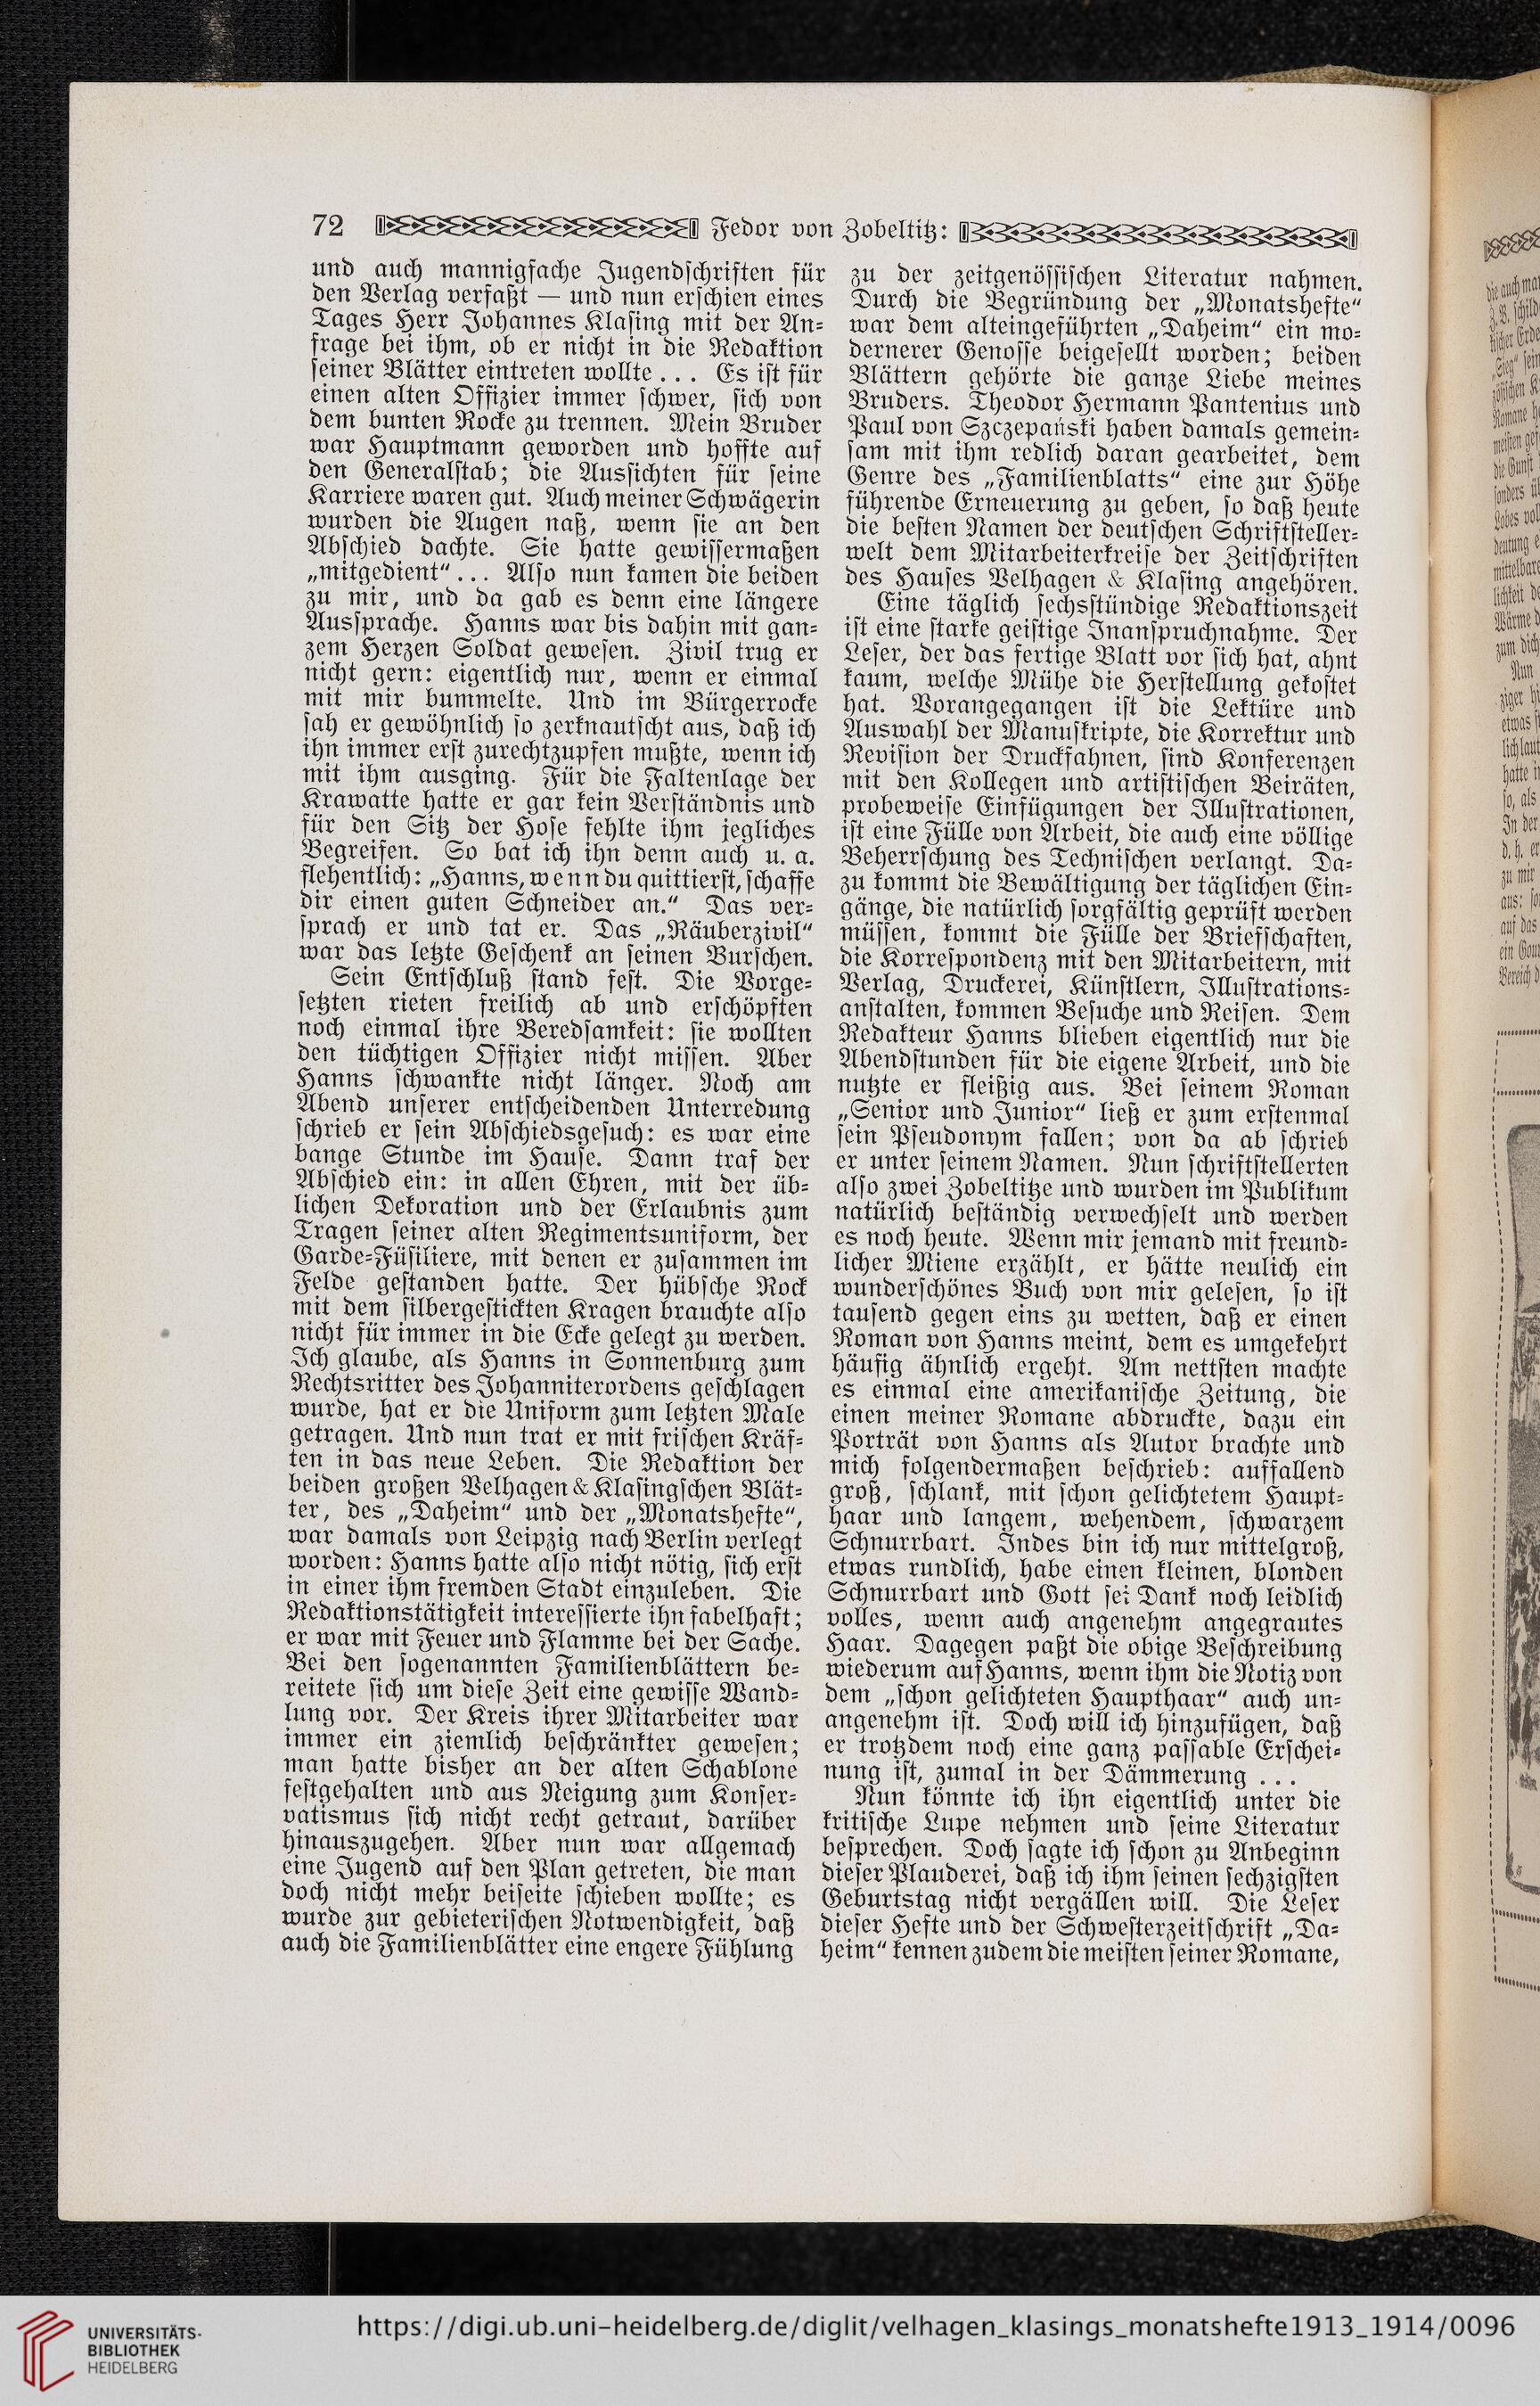 72 Fedor von Zobeltitz:
und auch mannigfache Jugendschriften für
den Verlag verfaßt — und nun erschien eines
Tages Herr Johannes Klasing mit der An-
frage bei ihm, ob er nicht in die Redaktion
seiner Blätter eintreten wollte... Es ist für
einen alten Offizier immer schwer, sich von
dem bunten Rocke zu trennen. Mein Bruder
war Hauptmann geworden und hoffte auf
den Generalstab; die Aussichten für seine
Karriere waren gut. Auch meiner Schwägerin
wurden die Augen naß, wenn sie an den
Abschied dachte. Sie hatte gewissermaßen
„mitgedient“... Also nun kamen die beiden
zu mir, und da gab es denn eine längere
Aussprache. Hanns war bis dahin mit gan-
zem Herzen Soldat gewesen. Zivil trug er
nicht gern: eigentlich nur, wenn er einmal
mit mir bummelte. Und im Bürgerrocke
sah er gewöhnlich so zerknautscht aus, daß ich
ihn immer erst zurechtzupfen mußte, wenn ich
mit ihm ausging. Für die Faltenlage der
Krawatte hatte er gar kein Verständnis und
für den Sitz der Hose fehlte ihm jegliches
Begreifen. So bat ich ihn denn auch u. a.
flehentlich: „Hanns, wenn du quittierst, schaffe
dir einen guten Schneider an.“ Das ver-
sprach er und tat er. Das „Räuberzivil“
war das letzte Geschenk an seinen Burschen.
Sein Entschluß stand fest. Die Vorge-
setzten rieten freilich ab und erschöpften
noch einmal ihre Beredsamkeit: sie wollten
den tüchtigen Offizier nicht missen. Aber
Hanns schwankte nicht länger. Noch am
Abend unserer entscheidenden Unterredung
schrieb er sein Abschiedsgesuch: es war eine
bange Stunde im Hause. Dann traf der
Abschied ein: in allen Ehren, mit der üb-
lichen Dekoration und der Erlaubnis zum
Tragen seiner alten Regimentsuniform, der
Garde-Füsiliere, mit denen er zusammen im
Felde gestanden hatte. Der hübsche Rock
mit dem silbergestickten Kragen brauchte also
nicht für immer in die Ecke gelegt zu werden.
Ich glaube, als Hanns in Sonnenburg zum
Rechtsritter des Johanniterordens geschlagen
wurde, hat er die Uniform zum letzten Male
getragen. Und nun trat er mit frischen Kräf-
ten in das neue Leben. Die Redaktion der
beiden großen Velhagen & Klasingschen Blät-
ter, des „Daheim“ und der „Monatshefte“,
war damals von Leipzig nach Berlin verlegt
worden: Hanns hatte also nicht nötig, sich erst
in einer ihm fremden Stadt einzuleben. Die
Redaktionstätigkeit interessierte ihn fabelhaft;
er war mit Feuer und Flamme bei der Sache.
Bei den sogenannten Familienblättern be-
reitete sich um diese Zeit eine gewisse Wand-
lung vor. Der Kreis ihrer Mitarbeiter war
immer ein ziemlich beschränkter gewesen;
man hatte bisher an der alten Schablone
festgehalten und aus Neigung zum Konser-
vatismus sich nicht recht getraut, darüber
hinauszugehen. Aber nun war allgemach
eine Jugend auf den Plan getreten, die man
doch nicht mehr beiseite schieben wollte; es
wurde zur gebieterischen Notwendigkeit, daß
auch die Familienblätter eine engere Fühlung
zu der zeitgenössischen Literatur nahmen.
Durch die Begründung der „Monatshefte“
war dem alteingeführten „Daheim“ ein mo-
dernerer Genosse beigesellt worden; beiden
Blättern gehörte die ganze Liebe meines
Bruders. Theodor Hermann Pantenius und
Paul von Szczepański haben damals gemein-
sam mit ihm redlich daran gearbeitet, dem
Genre des „Familienblatts“ eine zur Höhe
führende Erneuerung zu geben, so daß heute
die besten Namen der deutschen Schriftsteller-
welt dem Mitarbeiterkreise der Zeitschriften
des Hauses Velhagen & Klasing angehören.
Eine täglich sechsstündige Redaktionszeit
ist eine starke geistige Inanspruchnahme. Der
Leser, der das fertige Blatt vor sich hat, ahnt
kaum, welche Mühe die Herstellung gekostet
hat. Vorangegangen ist die Lektüre und
Auswahl der Manuskripte, die Korrektur und
Revision der Druckfahnen, sind Konferenzen
mit den Kollegen und artistischen Beiräten,
probeweise Einfügungen der Illustrationen,
ist eine Fülle von Arbeit, die auch eine völlige
Beherrschung des Technischen verlangt. Da-
zu kommt die Bewältigung der täglichen Ein-
gänge, die natürlich sorgfältig geprüft werden
müssen, kommt die Fülle der Briefschaften,
die Korrespondenz mit den Mitarbeitern, mit
Verlag, Druckerei, Künstlern, Illustrations-
anstalten, kommen Besuche und Reisen. Dem
Redakteur Hanns blieben eigentlich nur die
Abendstunden für die eigene Arbeit, und die
nutzte er fleißig aus. Bei seinem Roman
„Senior und Junior“ ließ er zum erstenmal
sein Pseudonym fallen; von da ab schrieb
er unter seinem Namen. Nun schriftstellerten
also zwei Zobeltitze und wurden im Publikum
natürlich beständig verwechselt und werden
es noch heute. Wenn mir jemand mit freund-
licher Miene erzählt, er hätte neulich ein
wunderschönes Buch von mir gelesen, so ist
tausend gegen eins zu wetten, daß er einen
Roman von Hanns meint, dem es umgekehrt
häufig ähnlich ergeht. Am nettsten machte
es einmal eine amerikanische Zeitung, die
einen meiner Romane abdruckte, dazu ein
Porträt von Hanns als Autor brachte und
mich folgendermaßen beschrieb: auffallend
groß, schlank, mit schon gelichtetem Haupt-
haar und langem, wehendem, schwarzem
Schnurrbart. Indes bin ich nur mittelgroß,
etwas rundlich, habe einen kleinen, blonden
Schnurrbart und Gott sei Dank noch leidlich
volles, wenn auch angenehm angegrautes
Haar. Dagegen paßt die obige Beschreibung
wiederum auf Hanns, wenn ihm die Notiz von
dem „schon gelichteten Haupthaar“ auch un-
angenehm ist. Doch will ich hinzufügen, daß
er trotzdem noch eine ganz passable Erschei-
nung ist, zumal in der Dämmerung ...
Nun könnte ich ihn eigentlich unter die
kritische Lupe nehmen und seine Literatur
besprechen. Doch sagte ich schon zu Anbeginn
dieser Plauderei, daß ich ihm seinen sechzigsten
Geburtstag nicht vergällen will. Die Leser
dieser Hefte und der Schwesterzeitschrift „Da-
heim“ kennen zudem die meisten seiner Romane,
UNIVERSITÄTS-
BIBLIOTHEK
HEIDELBERG
https://digi.ub.uni-heidelberg.de/diglit/velhagen_klasings_monatshefte1913_1914/0096